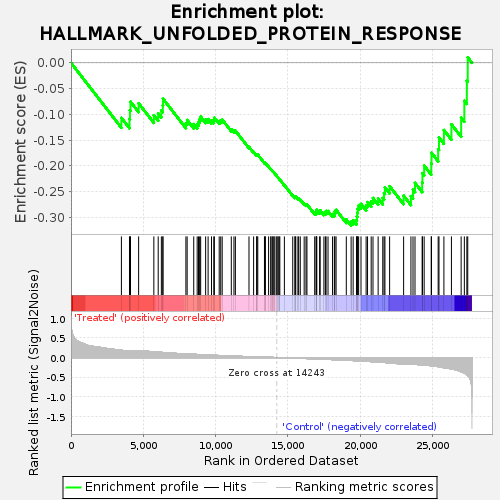 Enrichment plot:
HALLMARK_UNFOLDED_PROTEIN_RESPONSE
Enrichment score (ES)
0.00
-0.05
-0.10
-0.15
-0.20
-0.25
-0.30
Ranked list metric (Signal2Noise)
'Treated' (positively correlated)
1.0
0.5
0.0
-0.5
-1.0
-1.5
Zero cross at 14243
'Control' (negatively correlated)
0
5,000
10,000
15,000
20,000
25,000
Rank in Ordered Dataset
Enrichment profile
Hits
Ranking metric scores